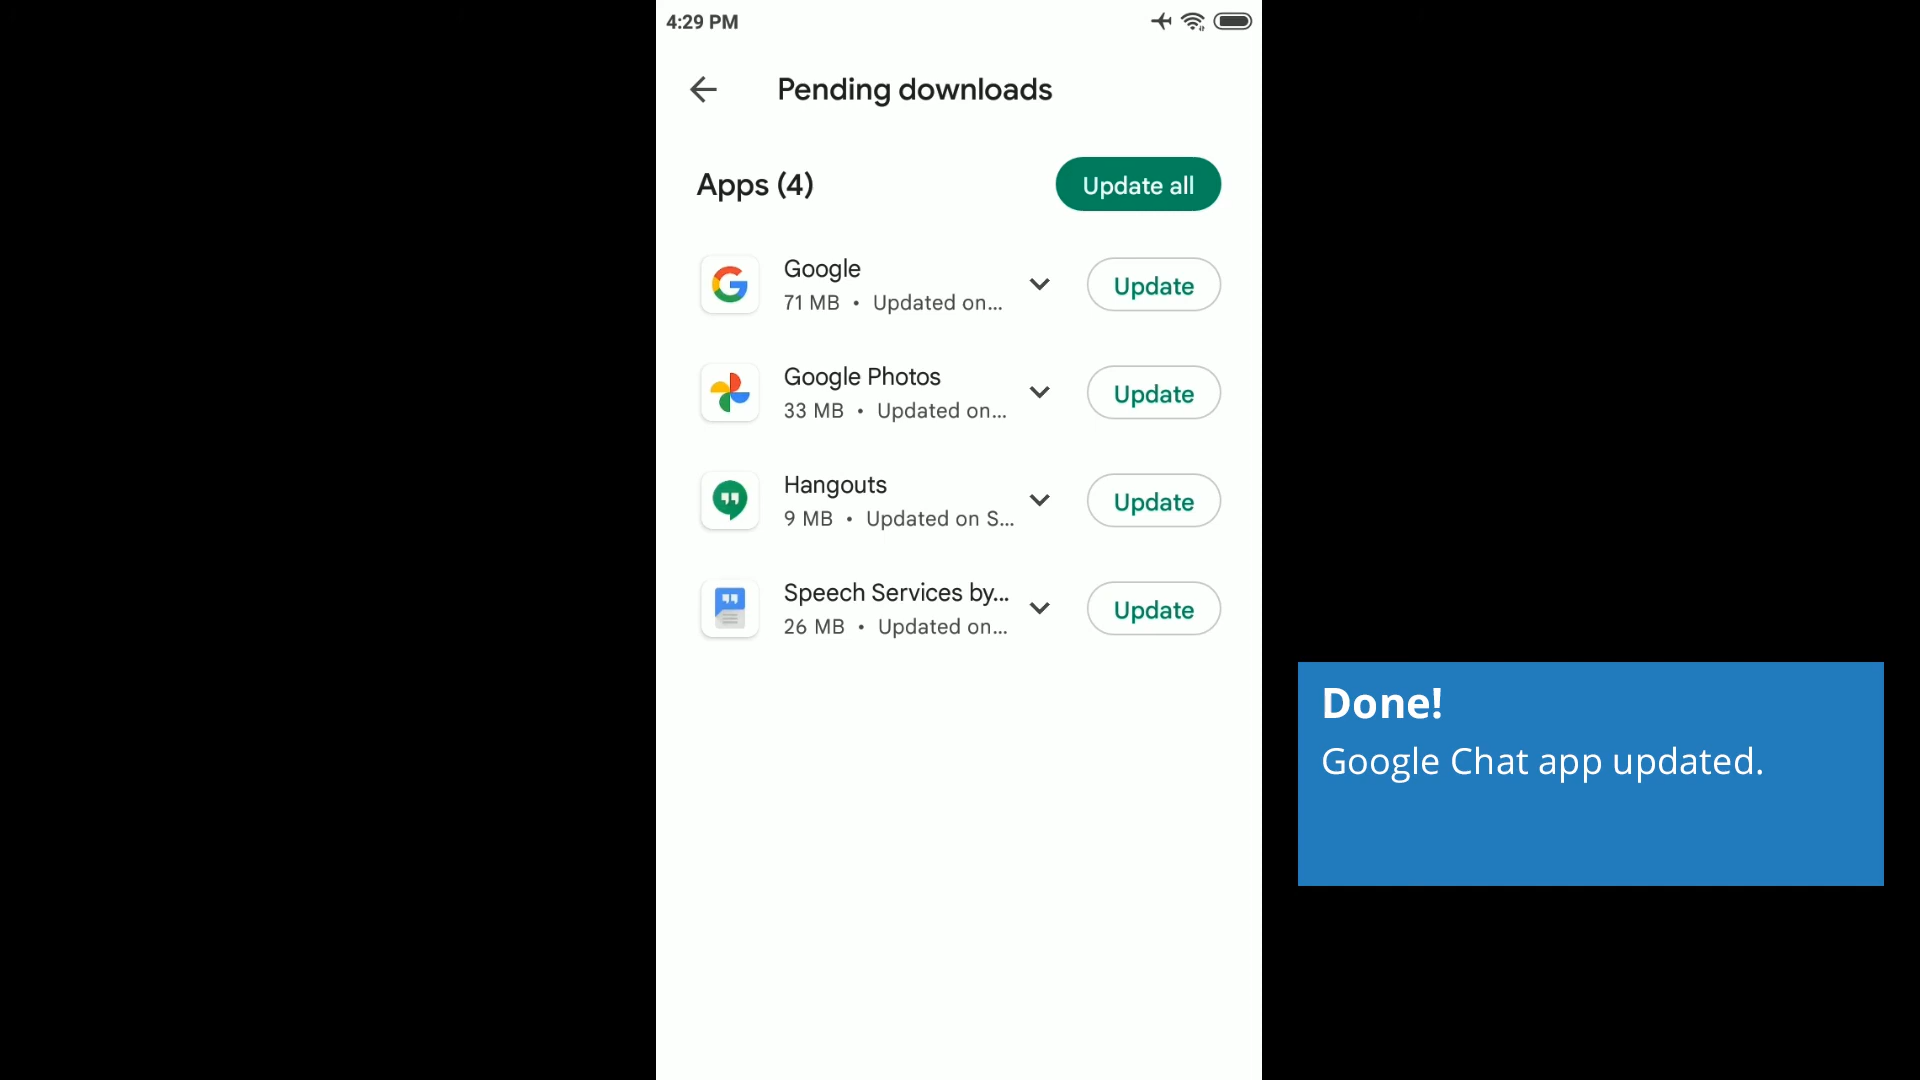 4:29 PM
Pending downloads
Apps (4)
Update all
Google
71 MB • Updated on...
Update
Google Photos
33 MB • Updated on...
Update
Hangouts
9 MB • Updated on S...
Update
Speech Services by...
26 MB • Updated on...
Update
Done!
Google Chat app updated.